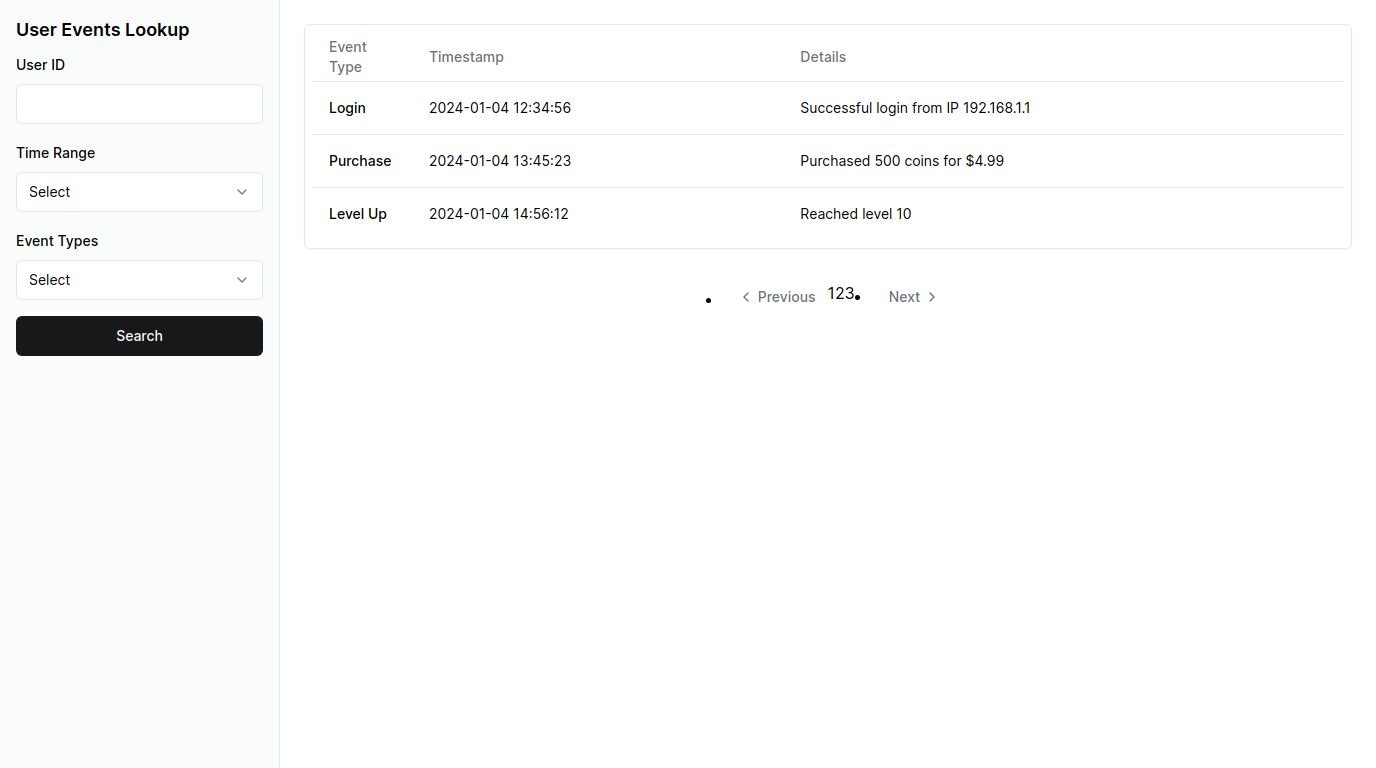 User Events Lookup
User ID
Time Range
Select
Event Types
Select
Search
Event Type Timestamp Details
Login 2024-01-04 12:34:56 Successful login from IP 192.168.1.1
Purchase 2024-01-04 13:45:23 Purchased 500 coins for $4.99
Level Up 2024-01-04 14:56:12 Reached level 10
Previous 123 Next